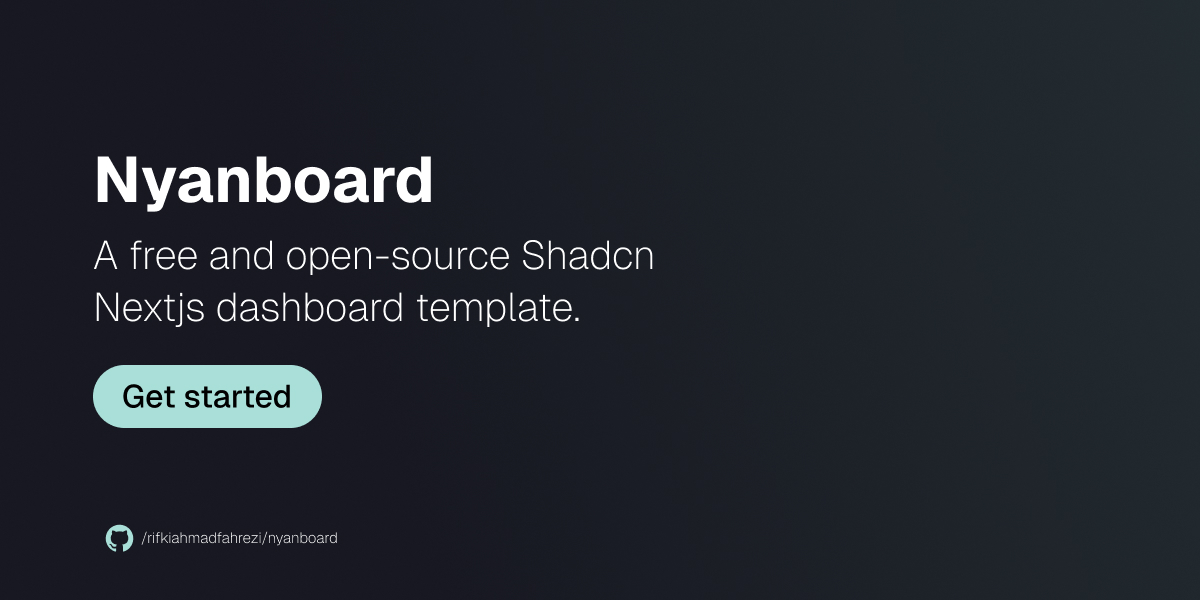 Nyanboard
A free and open-source Shadcn
Nextjs dashboard template.
Get started
/rifkiahmadfahrezi/nyanboard